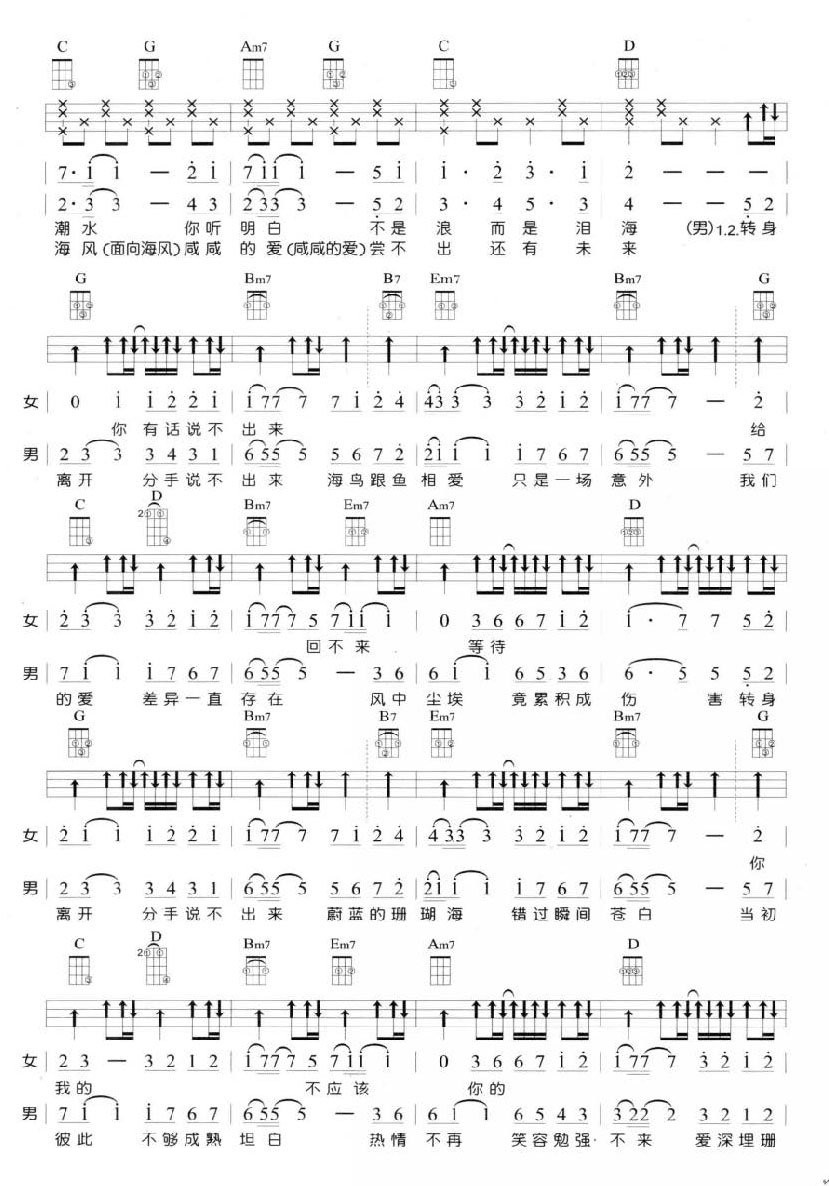 C G Am7 G C D
7·1 1 — 2 1 | 7 1 1 1 — 5 1 | 1 · 2 3 · 1 | 2 — — —
2·3 3 — 4 3 | 2 3 3 3 — 5 2 | 3 · 4 5 · 3 | 4 — — 5 2
潮水 你听 明白 不是 浪 而是 泪海 (男)1.2.转身
海风(面向海风)咸咸 的爱(咸咸的爱)尝不 出 还有 未来
G Bm7 B7 Em7 Bm7 G
女 0 1 1 2 2 1 | 1 7 7 7 7 1 2 4 | 4 3 3 3 3 2 1 2 | 1 7 7 7 — 2
你 有话说不 出来 给
男 2 3 3 3 4 3 1 | 6 5 5 5 5 6 7 2 | 2 1 1 1 1 7 6 7 | 6 5 5 5 — 5 7
离开 分手说不 出来 海鸟跟鱼 相爱 只是一场 意外 我们
C D Bm7 Em7 Am7 D
2
女 2 3 3 3 2 1 2 | 1 7 7 7 5 7 1 1 1 | 0 3 6 6 7 1 2 | 1 · 7 7 5 2
回不来 等待
男 7 1 1 1 7 6 7 | 6 5 5 5 — 3 6 | 6 1 1 6 5 3 6 | 6 · 5 5 5 2
的爱 差异一直 存在 风中 尘埃 竟累积成 伤 害 转身
G Bm7 B7 Em7 Bm7 G
女 2 1 1 1 2 2 1 | 1 7 7 7 7 1 2 4 | 4 3 3 3 3 2 1 2 | 1 7 7 7 — 2
你
男 2 3 3 3 4 3 1 | 6 5 5 5 5 6 7 2 | 2 1 1 1 1 7 6 7 | 6 5 5 5 — 5 7
离开 分手说不 出来 蔚蓝的珊 瑚海 错过瞬间 苍白 当初
C D Bm7 Em7 Am7 D
2
女 2 3 — 3 2 1 2 | 1 7 7 7 5 7 1 1 1 | 0 3 6 6 7 1 2 | 1 7 7 7 3 2 1 2
我的 不应该 你的
男 7 1 1 1 7 6 7 | 6 5 5 5 — 3 6 | 6 1 1 6 5 4 3 | 3 2 2 2 3 2 1 2
彼此 不够成熟 坦白 热情 不再 笑容勉强· 不来 爱深埋珊